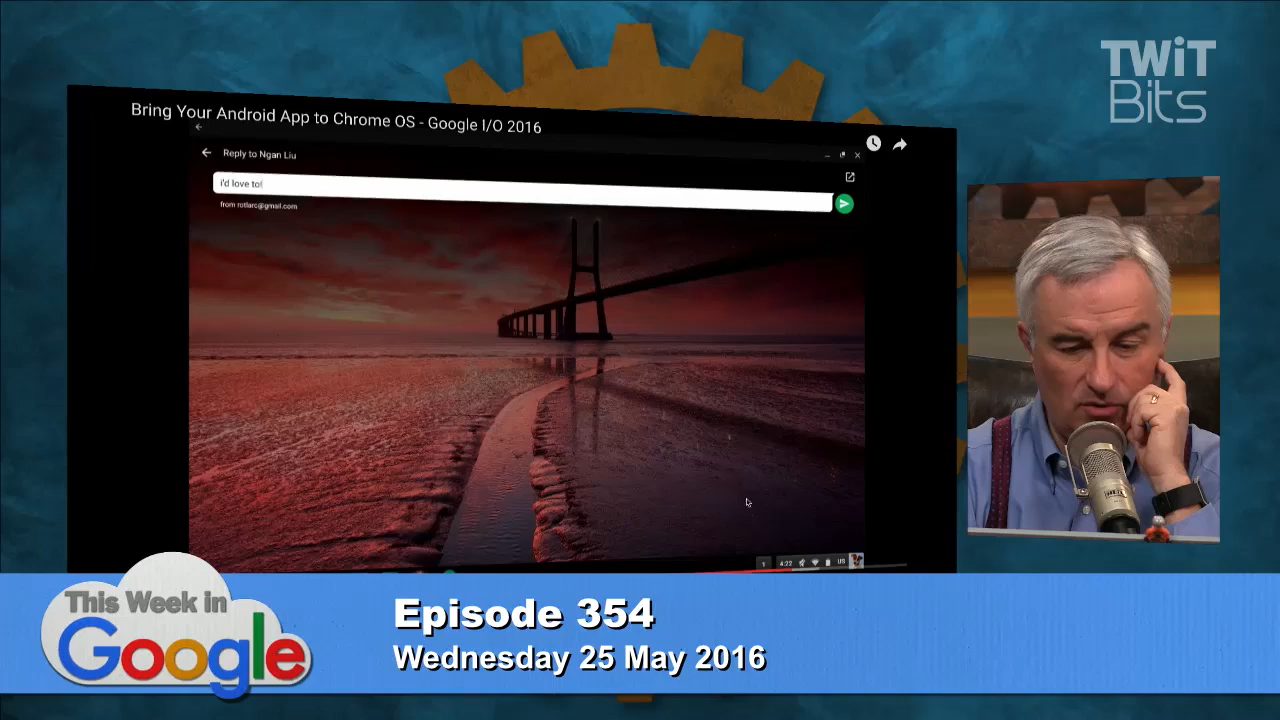 TWiT
Bits
Bring Your Android App to Chrome OS - Google I/O 2016
Reply to Ngan Liu
i'd love to!
from rotlarc@gmail.com
4:22
US
This Week in
Google
Episode 354
Wednesday 25 May 2016